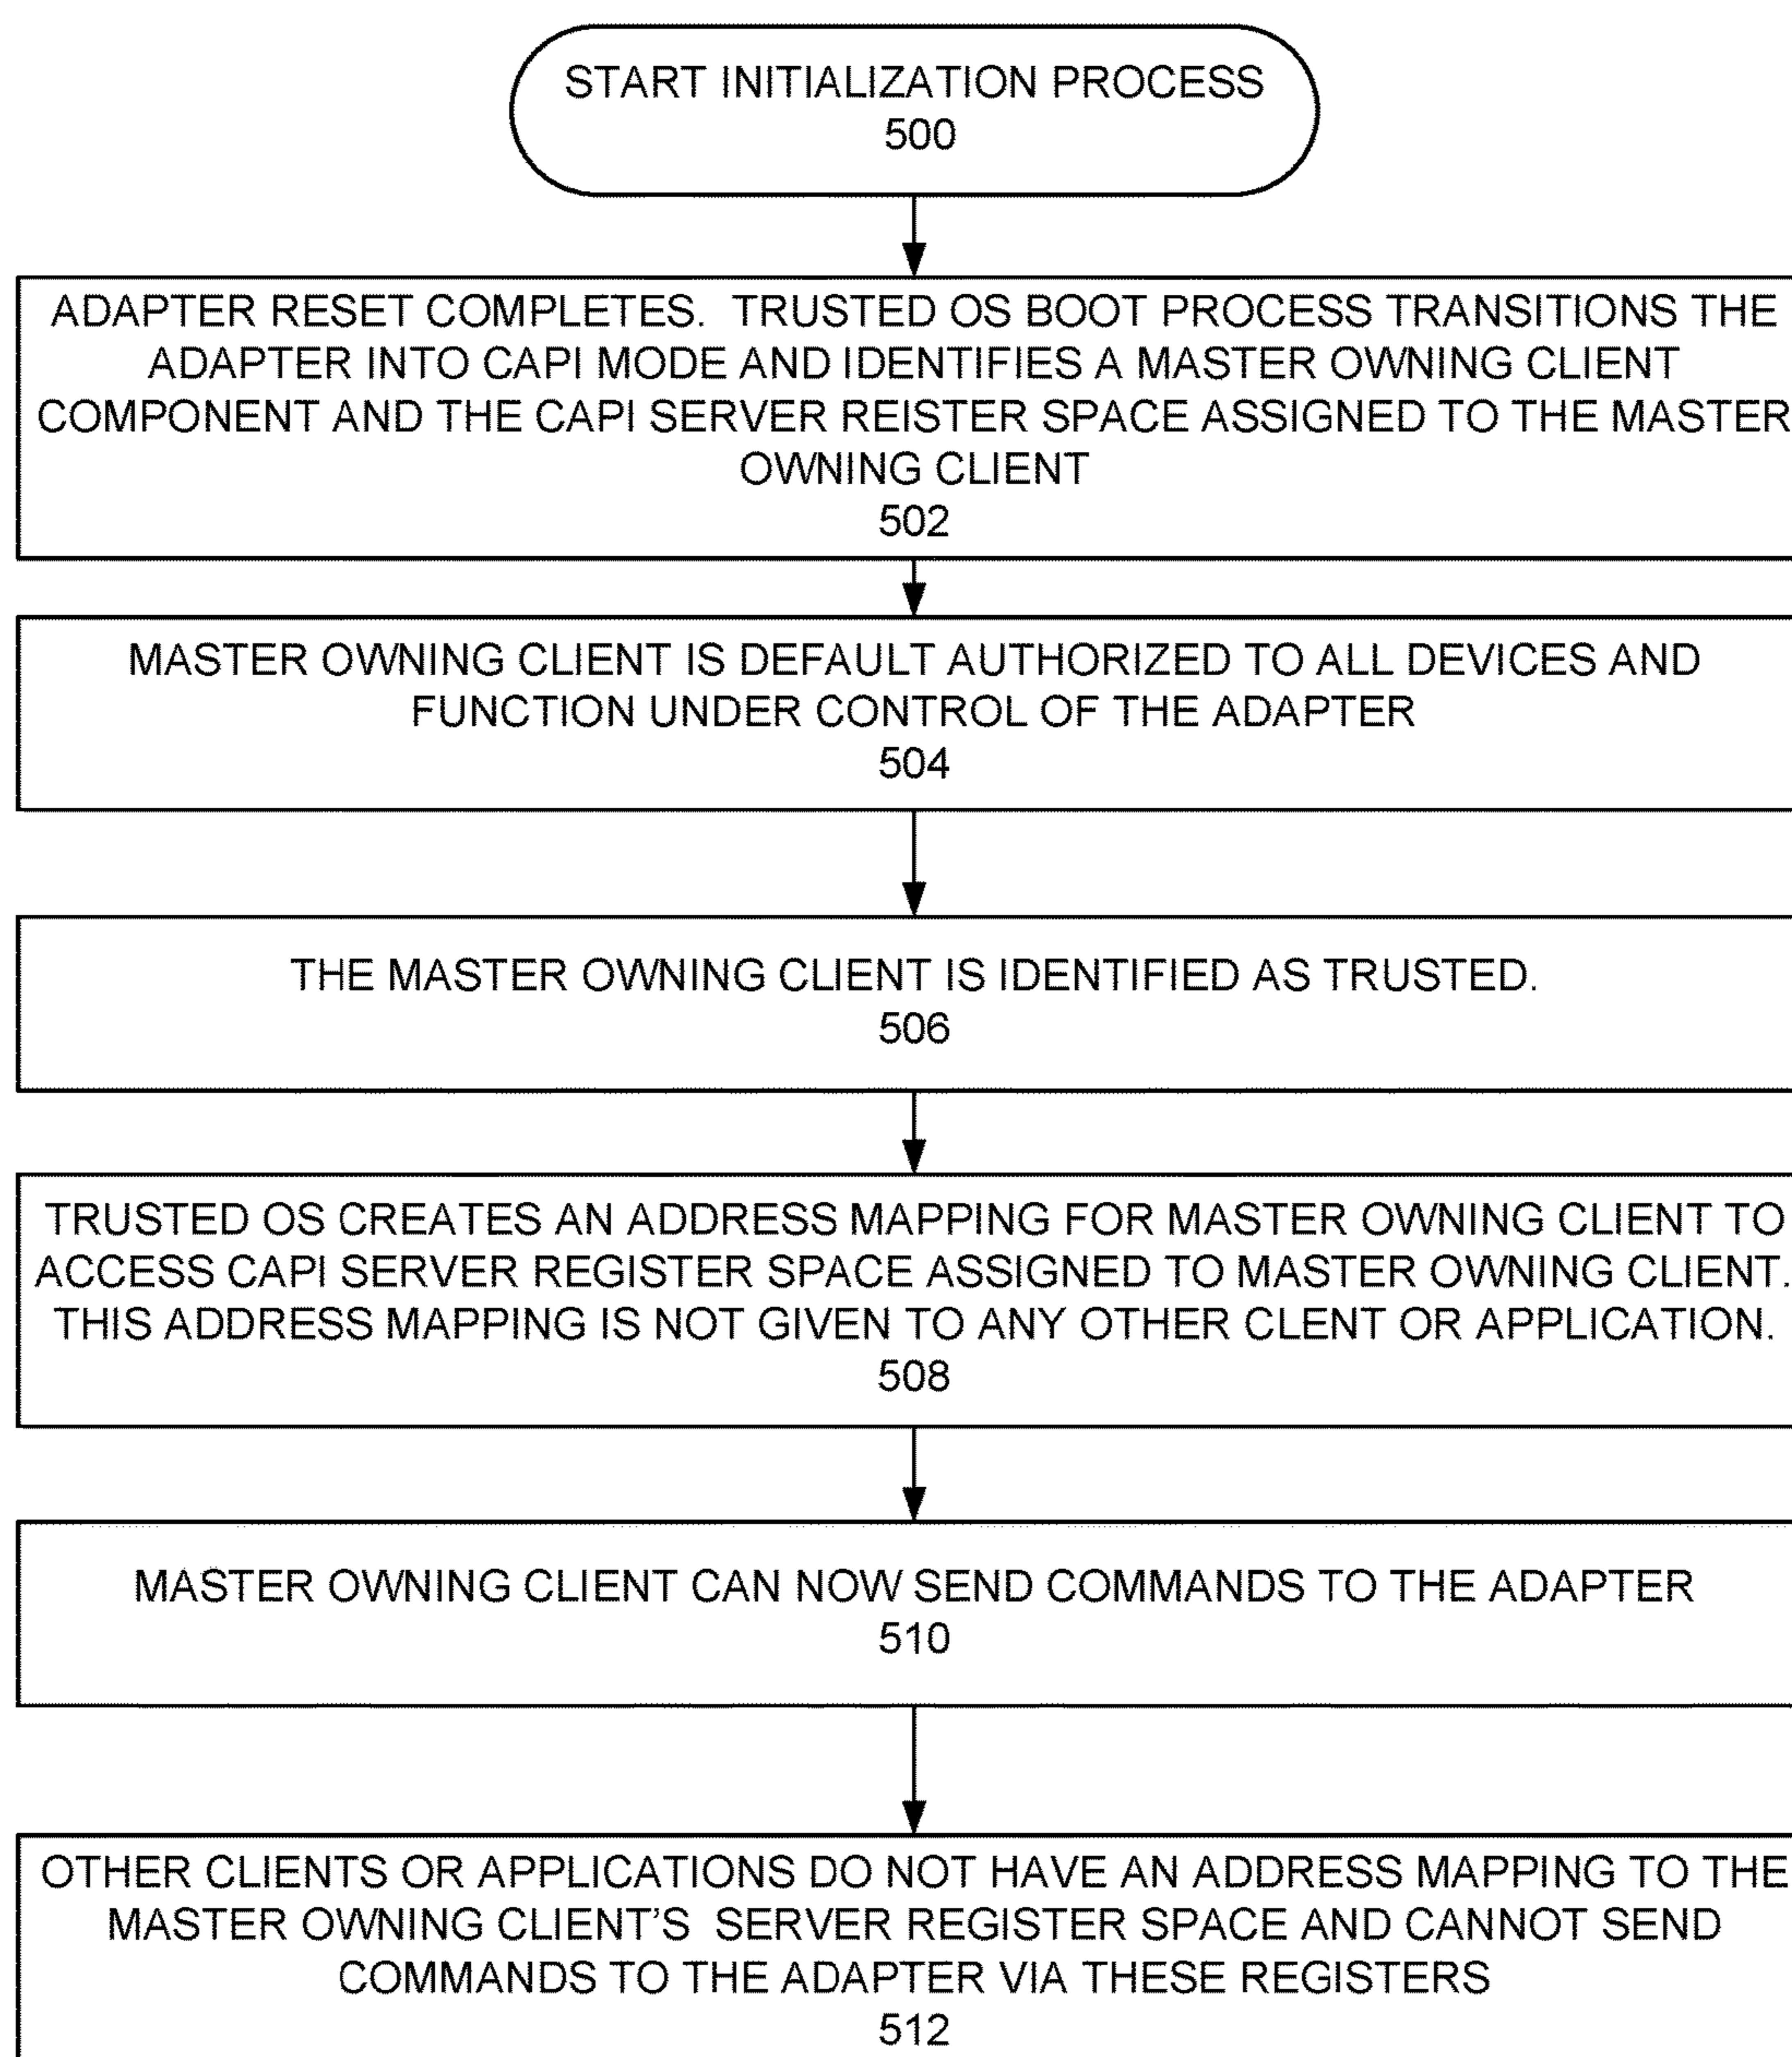 START INITIALIZATION PROCESS
500
ADAPTER RESET COMPLETES. TRUSTED OS BOOT PROCESS TRANSITIONS THE
ADAPTER INTO CAPI MODE AND IDENTIFIES A MASTER OWNING CLIENT
COMPONENT AND THE CAPI SERVER REISTER SPACE ASSIGNED TO THE MASTER
OWNING CLIENT
502
MASTER OWNING CLIENT IS DEFAULT AUTHORIZED TO ALL DEVICES AND
FUNCTION UNDER CONTROL OF THE ADAPTER
504
THE MASTER OWNING CLIENT IS IDENTIFIED AS TRUSTED.
506
TRUSTED OS CREATES AN ADDRESS MAPPING FOR MASTER OWNING CLIENT TO
ACCESS CAPI SERVER REGISTER SPACE ASSIGNED TO MASTER OWNING CLIENT.
THIS ADDRESS MAPPING IS NOT GIVEN TO ANY OTHER CLENT OR APPLICATION.
508
MASTER OWNING CLIENT CAN NOW SEND COMMANDS TO THE ADAPTER
510
OTHER CLIENTS OR APPLICATIONS DO NOT HAVE AN ADDRESS MAPPING TO THE
MASTER OWNING CLIENT'S SERVER REGISTER SPACE AND CANNOT SEND
COMMANDS TO THE ADAPTER VIA THESE REGISTERS
512